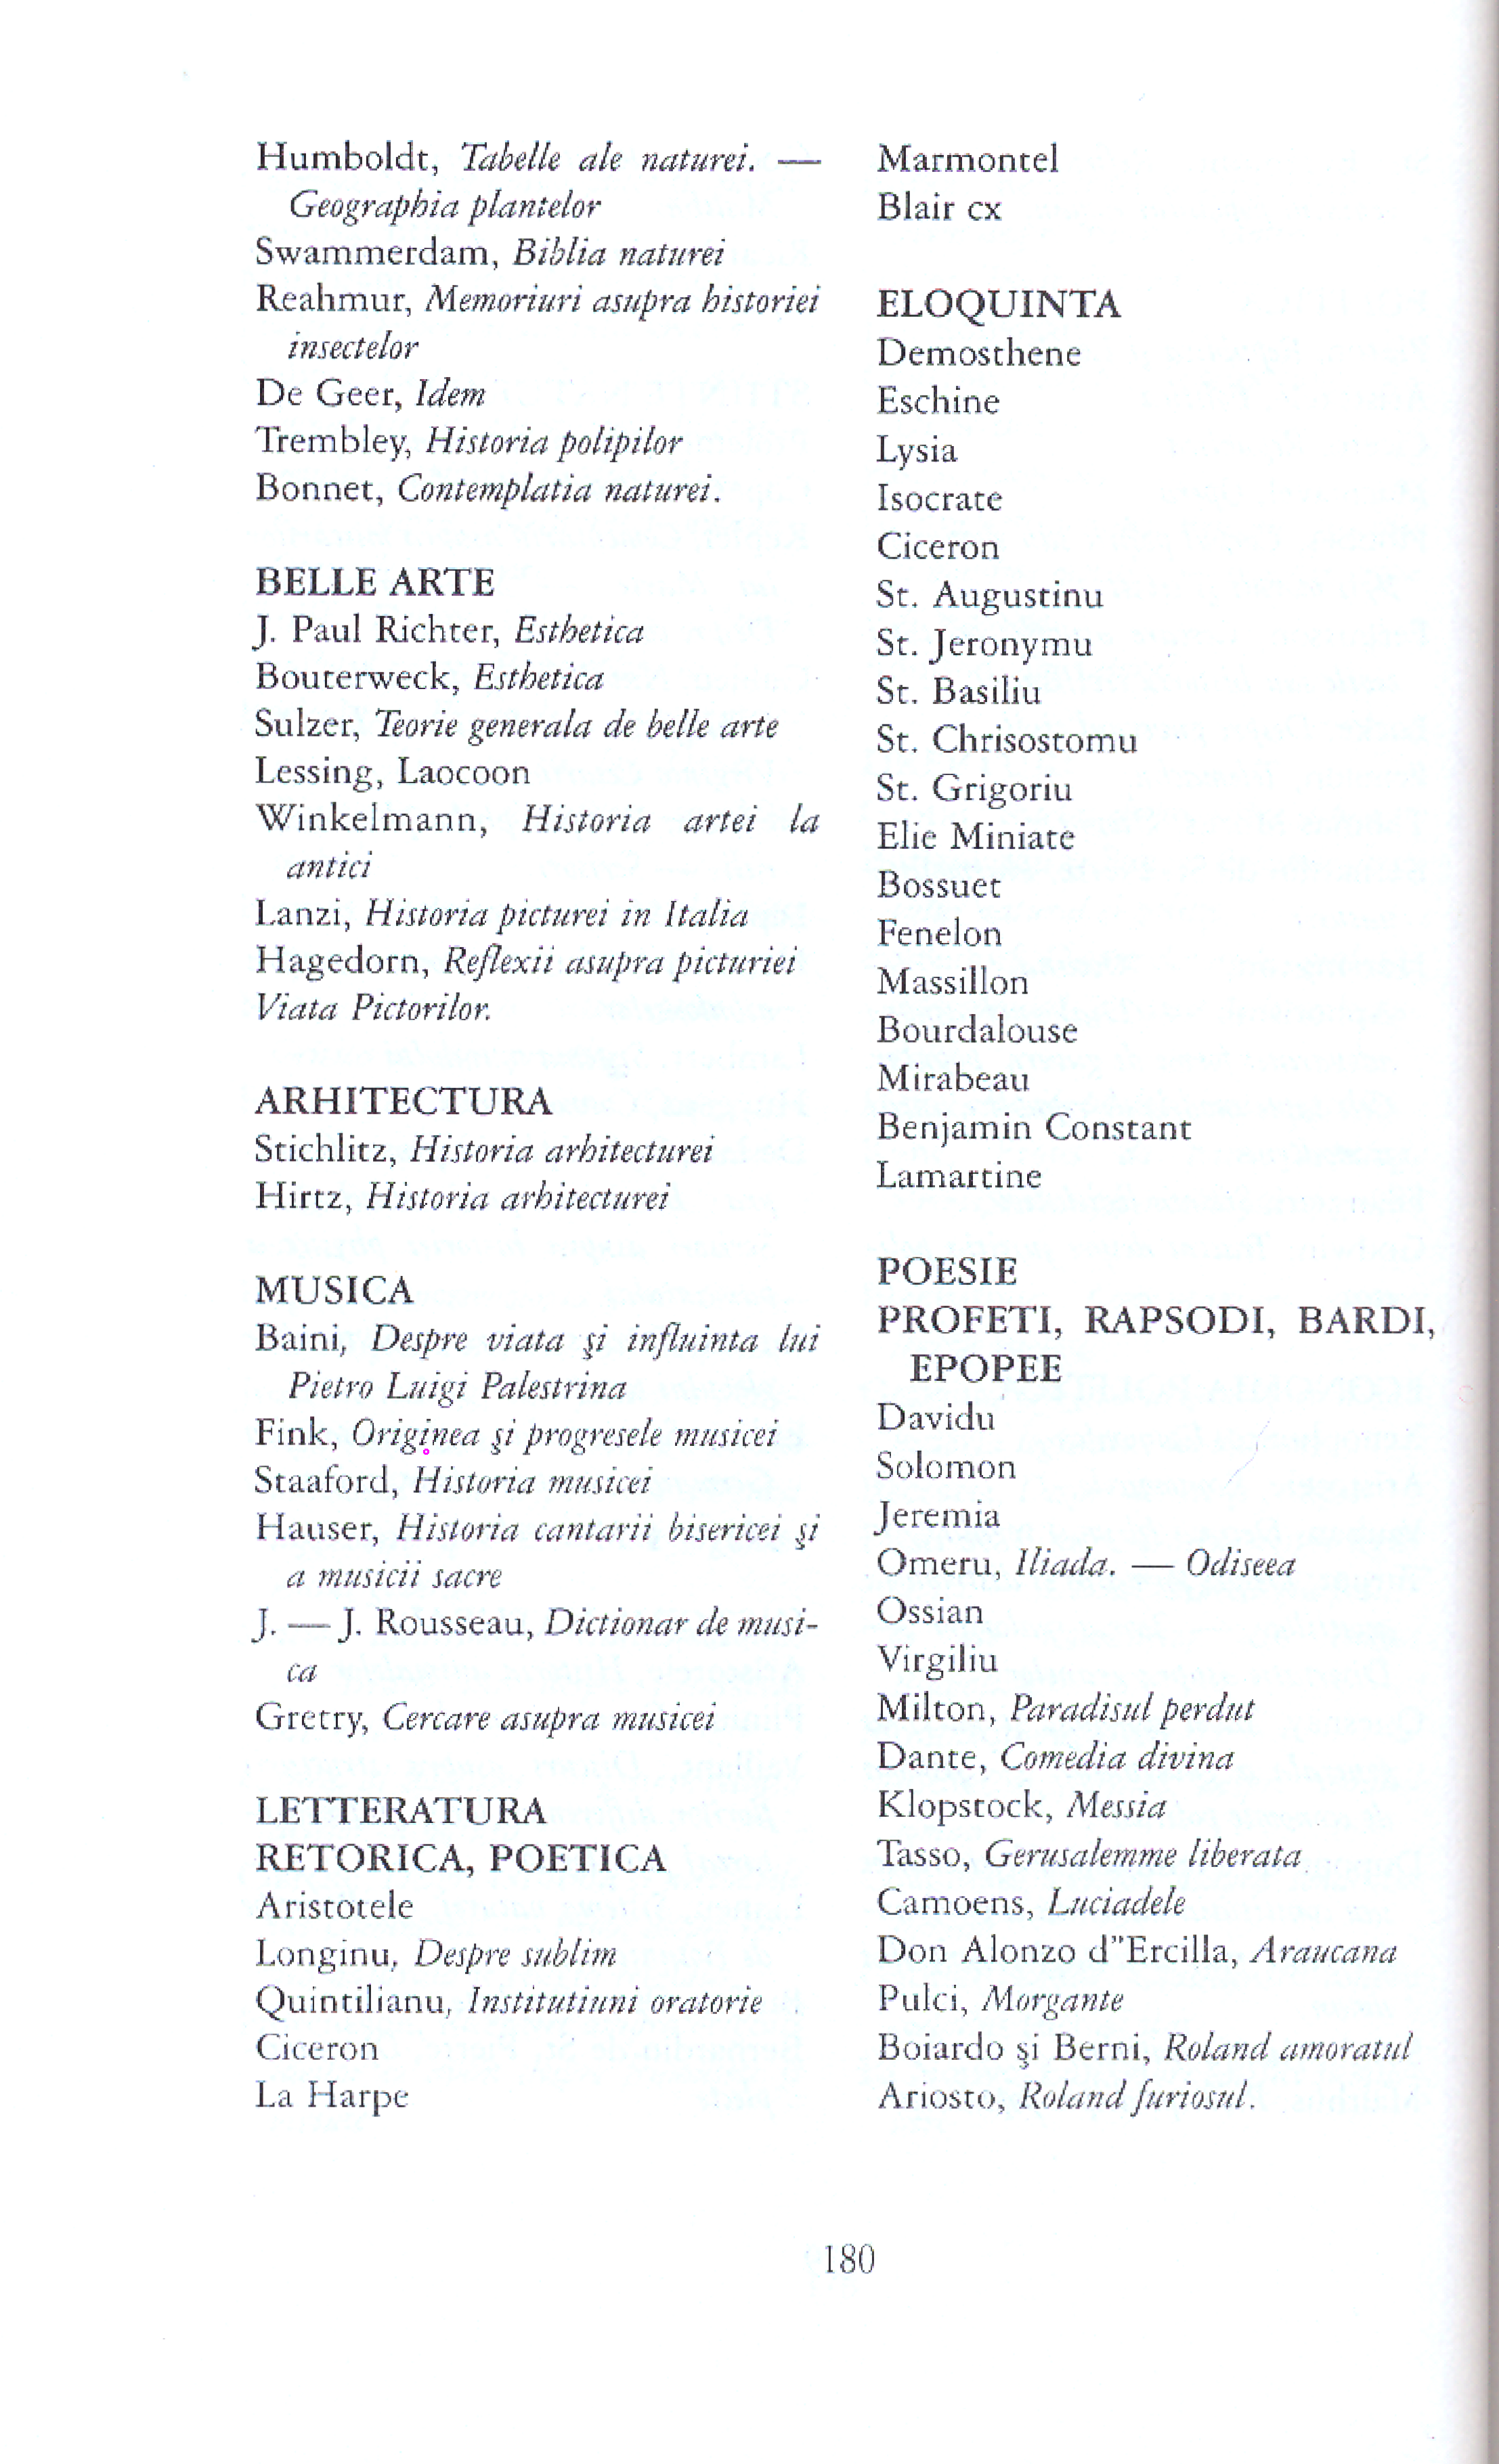 Humboldt, Tabelle ale naturei. —
Geographia plantelor
Swammerdam, Biblia naturei
Reahmur, Memoriuri asupra historiei
insectelor
De Geer, Idem
Trembley, Historia polipilor
Bonnet, Contemplatia naturei.
BELLE ARTE
J. Paul Richter, Esthetica
Bouterweck, Esthetica
Sulzer, Teorie generala de belle arte
Lessing, Laocoon
Winkelmann, Historia artei la
antici
Lanzi, Historia picturei in Italia
Hagedorn, Reflexii asupra picturiei
Viata Pictorilor.
ARHITECTURA
Stichlitz, Historia arhitecturei
Hirtz, Historia arhitecturei
MUSICA
Baini, Despre viata şi influinta lui
Pietro Luigi Palestrina
Fink, Originea şi progresele musicei
Staaford, Historia musicei
Hauser, Historia cantarii bisericei şi
a musicii sacre
J. — J. Rousseau, Dictionar de musi-
ca
Gretry, Cercare asupra musicei
LETTERATURA
RETORICA, POETICA
Aristotele
Longinu, Despre sublim
Quintilianu, Institutiuni oratorie
Ciceron
La Harpe
Marmontel
Blair cx
ELOQUINTA
Demosthene
Eschine
Lysia
Isocrate
Ciceron
St. Augustinu
St. Jeronymu
St. Basiliu
St. Chrisostomu
St. Grigoriu
Elie Miniate
Bossuet
Fenelon
Massillon
Bourdalouse
Mirabeau
Benjamin Constant
Lamartine
POESIE
PROFETI, RAPSODI, BARDI,
EPOPEE
Davidu
Solomon
Jeremia
Omeru, Iliada. — Odiseea
Ossian
Virgiliu
Milton, Paradisul perdut
Dante, Comedia divina
Klopstock, Messia
Tasso, Gerusalemme liberata
Camoens, Luciadele
Don Alonzo d"Ercilla, Araucana
Pulci, Morgante
Boiardo şi Berni, Roland amoratul
Ariosto, Roland furiosul.
180